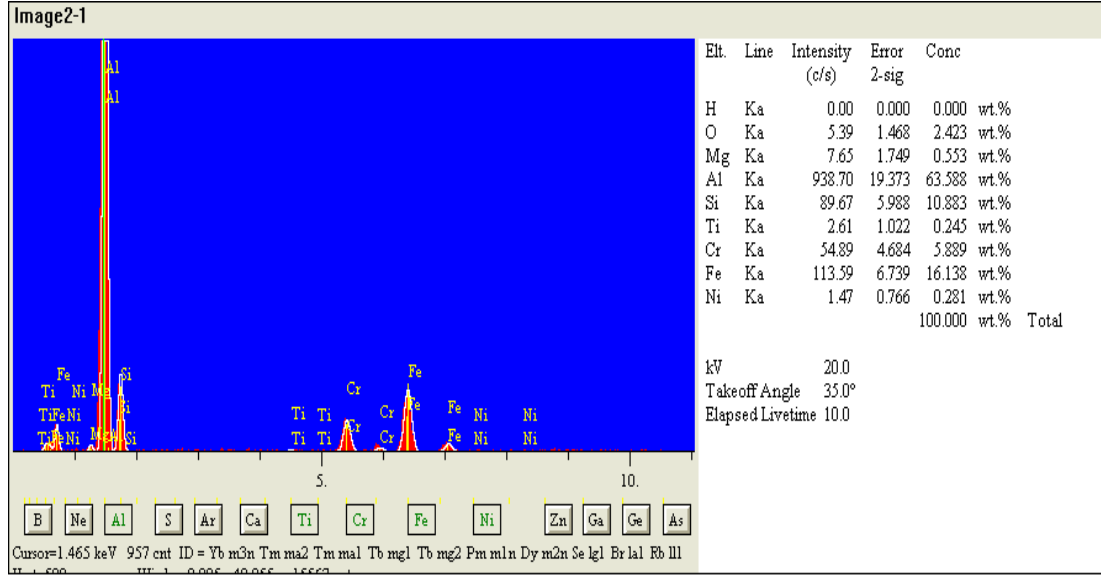 Image2-1
Elt. Line Intensity Error Conc
(c/s) 2-sig
H Ka 0.00 0.000 0.000 wt.%
O Ka 5.39 1.468 2.423 wt.%
Mg Ka 7.65 1.749 0.553 wt.%
Al Ka 938.70 19.373 63.588 wt.%
Si Ka 89.67 5.988 10.883 wt.%
Ti Ka 2.61 1.022 0.245 wt.%
Cr Ka 54.89 4.684 5.889 wt.%
Fe Ka 113.59 6.739 16.138 wt.%
Ni Ka 1.47 0.766 0.281 wt.%
100.000 wt.% Total
kV 20.0
Takeoff Angle 35.0°
Elapsed Livetime 10.0
Al
Al
Fe Si Fe
Ti Ni Mg Cr
Ti Fe Ni Si Ti Ti Cr Fe Fe Ni Ni
Ti Fe Ni Mg Al Si Ti Ti Cr Cr Fe Ni Ni
5. 10.
B Ne Al S Ar Ca Ti Cr Fe Ni Zn Ga Ge As
Cursor=1.465 keV 957 cnt ID = Yb m3n Tm ma2 Tm ma1 Tb mg1 Tb mg2 Pm m1n Dy m2n Se lg1 Br la1 Rb ll1